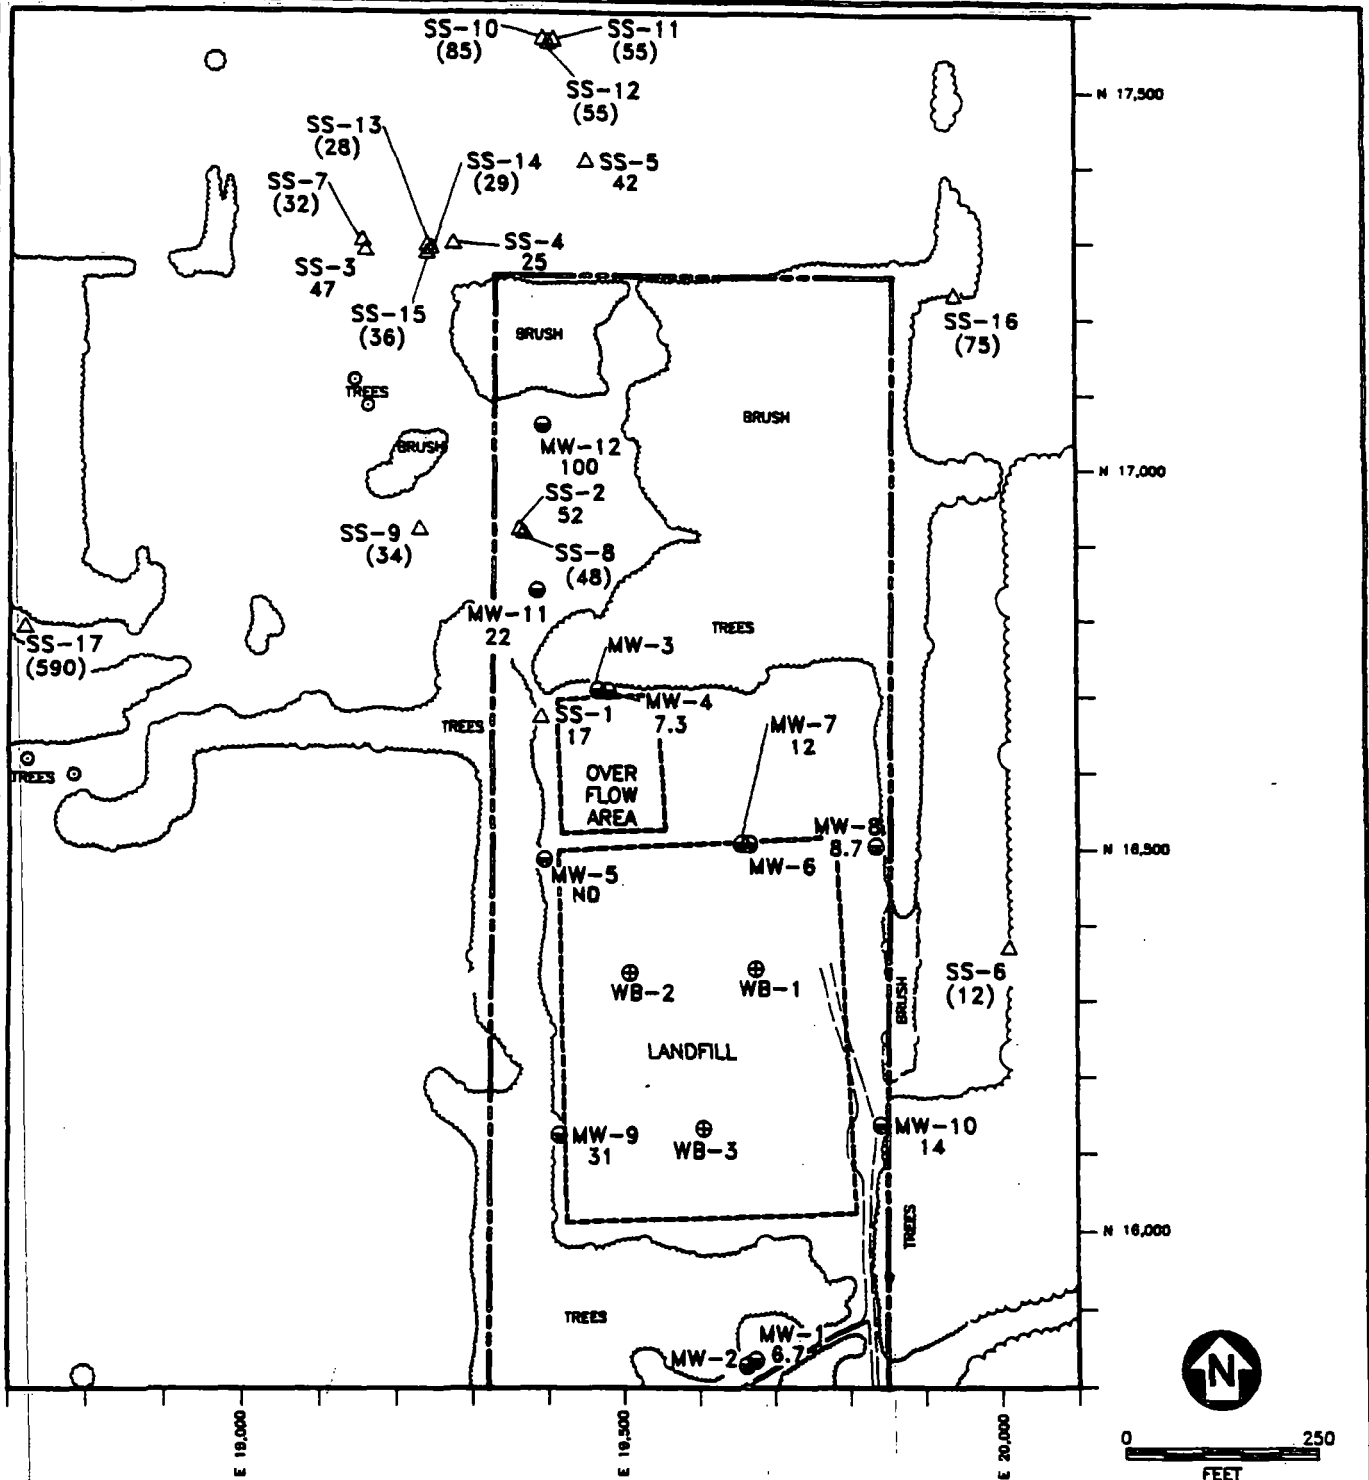 SS-10
(85)
SS-11
(55)
SS-12
(55)
N 17,500
SS-13
(28)
SS-14
(29)
SS-5
42
SS-7
(32)
SS-4
25
SS-3
47
SS-15
(36)
SS-16
(75)
BRUSH
TREES
BRUSH
BRUSH
MW-12
100
N 17,000
SS-2
52
SS-9
(34)
SS-8
(48)
MW-11
22
TREES
MW-3
SS-17
(590)
MW-4
7.3
SS-1
17
TREES
MW-7
12
TREES
OVER
FLOW
AREA
MW-8
8.7
N 16,500
MW-6
MW-5
ND
SS-6
(12)
WB-2
WB-1
BRUSH
LANDFILL
MW-9
31
WB-3
MW-10
14
TREES
N 16,000
TREES
MW-1
6.7
MW-2
N
E 19,000
E 19,500
E 20,000
0
250
FEET